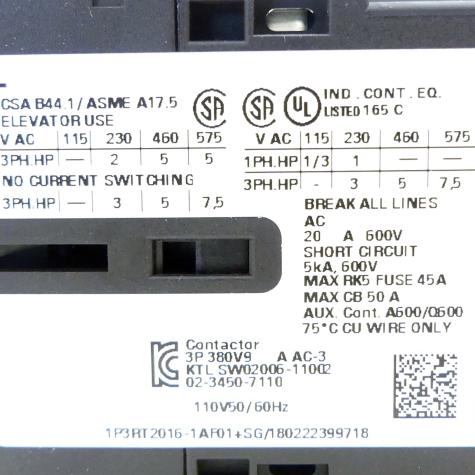 CSA B44.1/ASME A17.5
ELEVATOR USE
V AC 115 230 460 575
3PH.HP — 2 5 5
NO CURRENT SWITCHING
3PH.HP — 3 5 7,5
SA SA UL IND. CONT. EQ.
LISTED 165 C
V AC 115 230 460 575
1PH.HP 1/3 1 — —
3PH.HP - 3 5 7,5
BREAK ALL LINES
AC
20 A 600V
SHORT CIRCUIT
5kA, 600V
MAX RK5 FUSE 45A
MAX CB 50 A
AUX. Cont. A600/Q600
75°C CU WIRE ONLY
Contactor
3P 380V9 A AC-3
KTL SW02006-11002
02-3450-7110
110V50/60Hz
1P3RT2016-1AF01+SG/180222399718